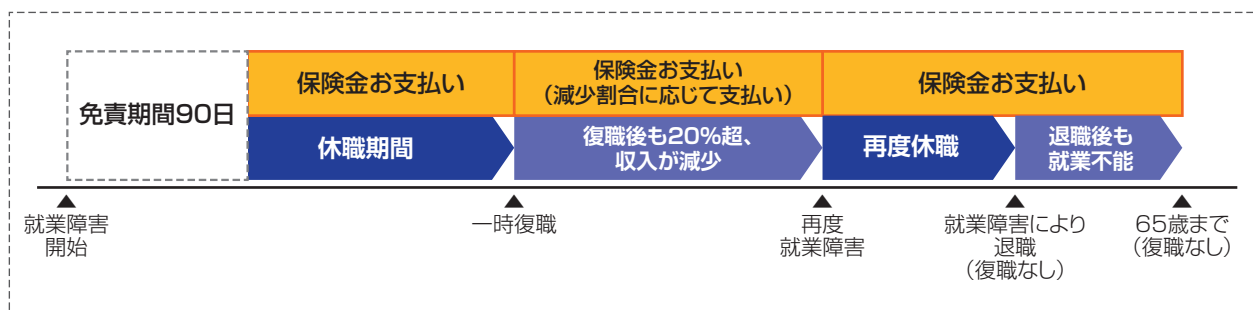 免責期間90日
保険金お支払い
保険金お支払い
（減少割合に応じて支払い）
保険金お支払い
休職期間
復職後も20％超、
収入が減少
再度休職
退職後も
就業不能
就業障害
開始
一時復職
再度
就業障害
就業障害により
退職
（復職なし）
65歳まで
（復職なし）